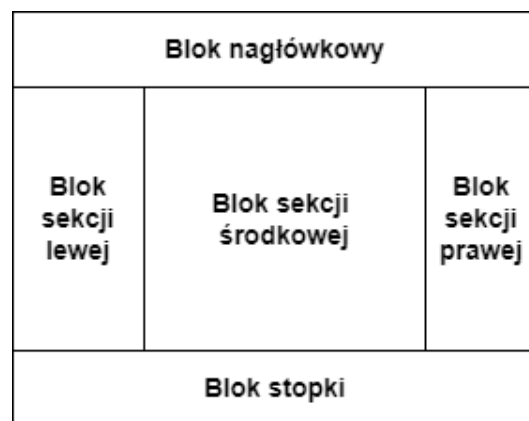 Blok nagłówkowy
Blok
sekcji
lewej
Blok sekcji
środkowej
Blok
sekcji
prawej
Blok stopki